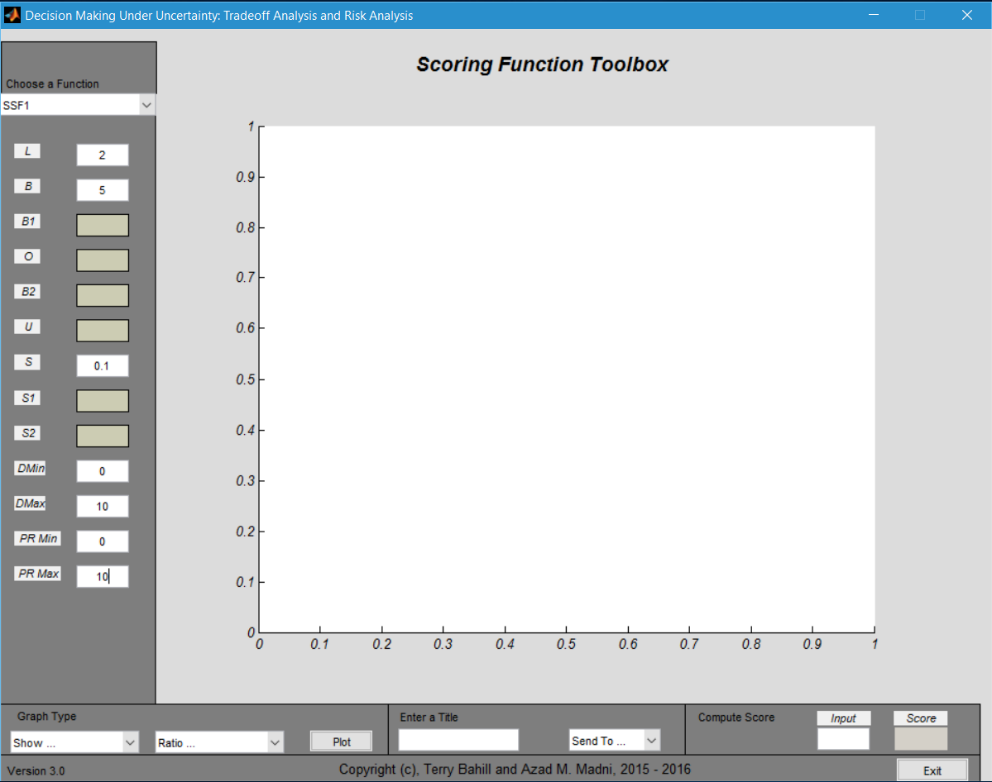 Decision Making Under Uncertainty: Tradeoff Analysis and Risk Analysis
Scoring Function Toolbox
Choose a Function
SSF1
L 2
B 5
B1
O
B2
U
S 0.1
S1
S2
DMin 0
DMax 10
PR Min 0
PR Max 10
1
0.9
0.8
0.7
0.6
0.5
0.4
0.3
0.2
0.1
0
0 0.1 0.2 0.3 0.4 0.5 0.6 0.7 0.8 0.9 1
Graph Type
Show ... Ratio ... Plot
Enter a Title
Send To ...
Compute Score Input Score
Version 3.0
Copyright (c), Terry Bahill and Azad M. Madni, 2015 - 2016
Exit